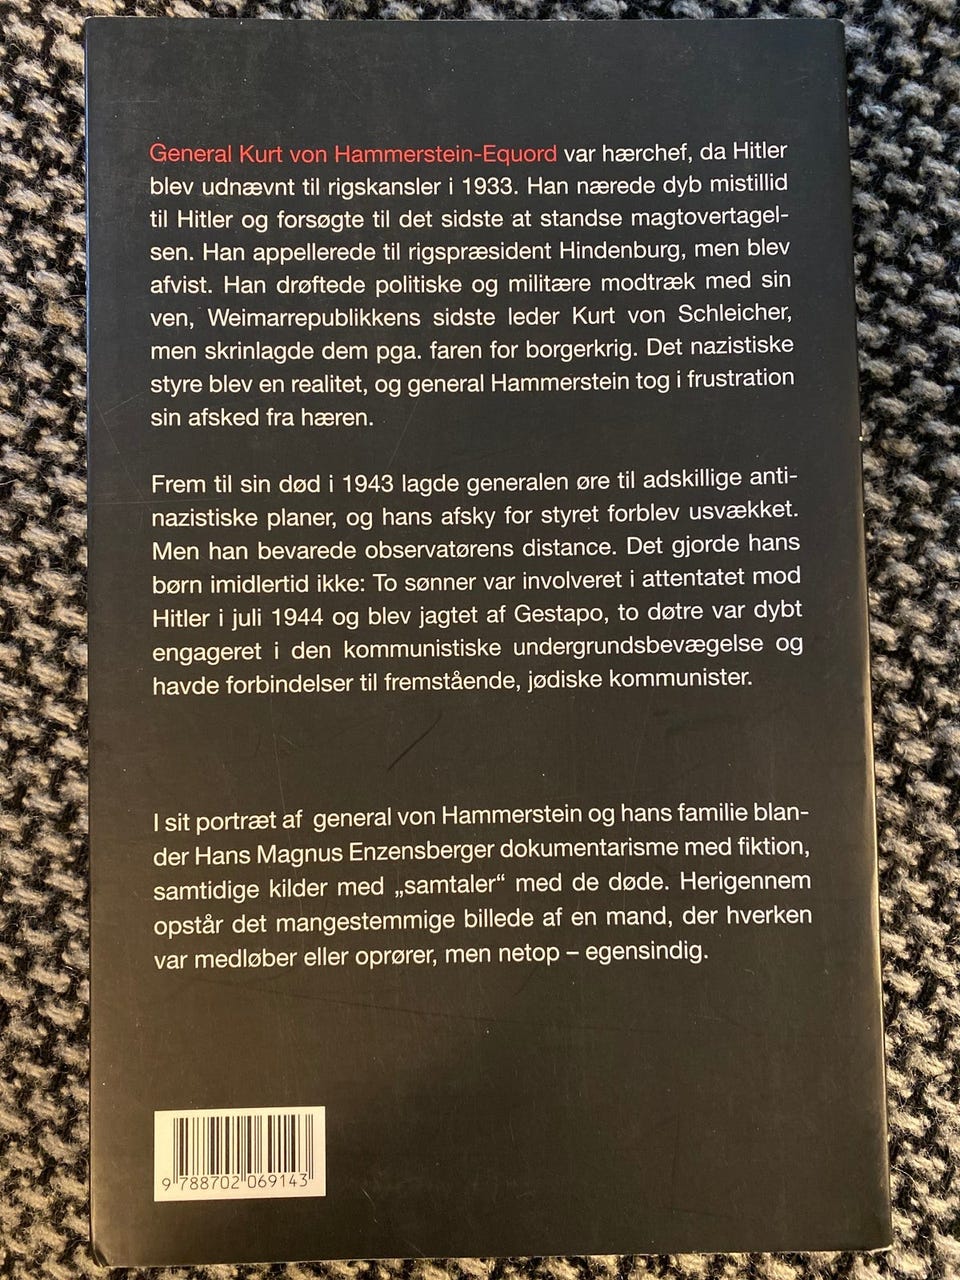 General Kurt von Hammerstein-Equord var hærchef, da Hitler
blev udnævnt til rigskansler i 1933. Han nærede dyb mistillid
til Hitler og forsøgte til det sidste at standse magtovertagel-
sen. Han appellerede til rigspræsident Hindenburg, men blev
afvist. Han drøftede politiske og militære modtræk med sin
ven, Weimarrepublikkens sidste leder Kurt von Schleicher,
men skrinlagde dem pga. faren for borgerkrig. Det nazistiske
styre blev en realitet, og general Hammerstein tog i frustration
sin afsked fra hæren.
Frem til sin død i 1943 lagde generalen øre til adskillige anti-
nazistiske planer, og hans afsky for styret forblev usvækket.
Men han bevarede observatørens distance. Det gjorde hans
børn imidlertid ikke: To sønner var involveret i attentatet mod
Hitler i juli 1944 og blev jagtet af Gestapo, to døtre var dybt
engageret i den kommunistiske undergrundsbevægelse og
havde forbindelser til fremstående, jødiske kommunister.
I sit portræt af general von Hammerstein og hans familie blan-
der Hans Magnus Enzensberger dokumentarisme med fiktion,
samtidige kilder med „samtaler“ med de døde. Herigennem
opstår det mangestemmige billede af en mand, der hverken
var medløber eller oprører, men netop – egensindig.
9 788702 069143